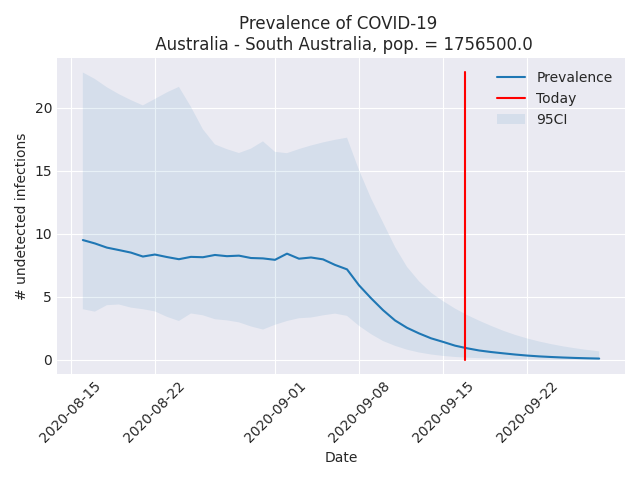 Prevalence of COVID-19
Australia - South Australia, pop. = 1756500.0
Prevalence
Today
95CI
# undetected infections
20
15
10
5
0
2020-08-15
2020-08-22
2020-09-01
2020-09-08
2020-09-15
2020-09-22
Date